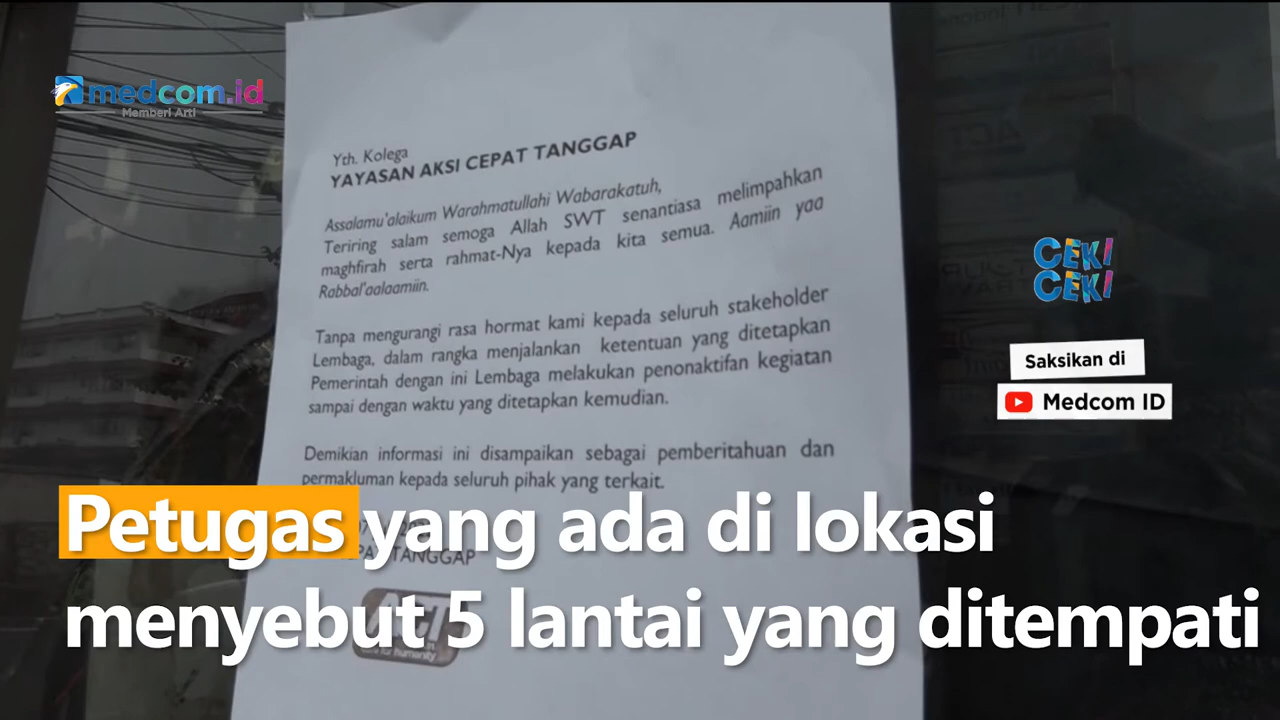 medcom.id
Memberi Arti
Yth. Kolega
YAYASAN AKSI CEPAT TANGGAP
Assalamu'alaikum Warahmatullahi Wabarakatuh,
Teriring salam semoga Allah SWT senantiasa melimpahkan
maghfirah serta rahmat-Nya kepada kita semua. Aamiin yaa
Rabbal'aalaamiin.
Tanpa mengurangi rasa hormat kami kepada seluruh stakeholder
Lembaga, dalam rangka menjalankan ketentuan yang ditetapkan
Pemerintah dengan ini Lembaga melakukan penonaktifan kegiatan
sampai dengan waktu yang ditetapkan kemudian.
Demikian informasi ini disampaikan sebagai pemberitahuan dan
permakluman kepada seluruh pihak yang terkait.
TANGGAP
CEKI
CEKI
Saksikan di
Medcom ID
Petugas yang ada di lokasi
menyebut 5 lantai yang ditempati